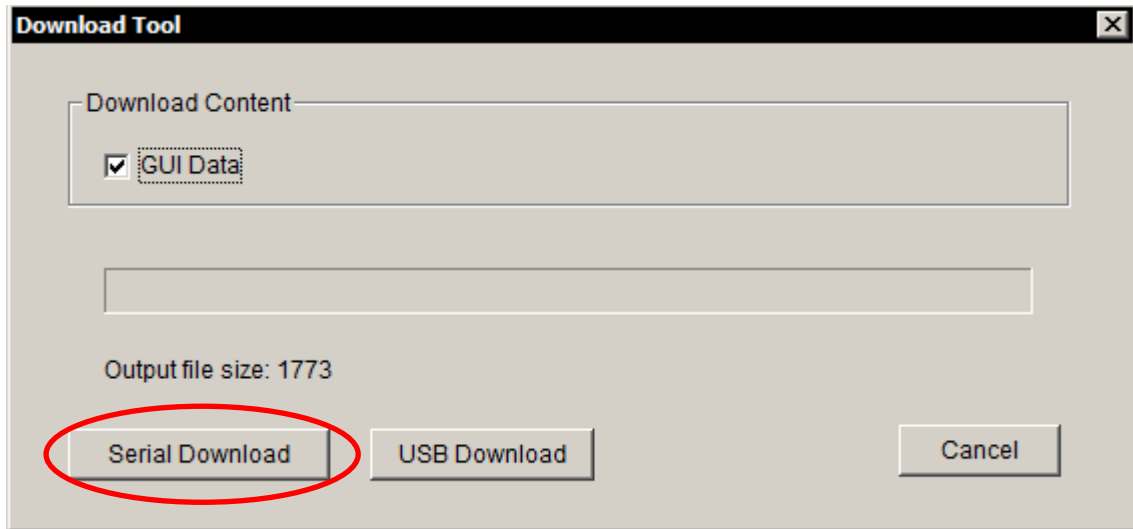 Download Tool
Download Content
GUI Data
Output file size: 1773
Serial Download USB Download Cancel